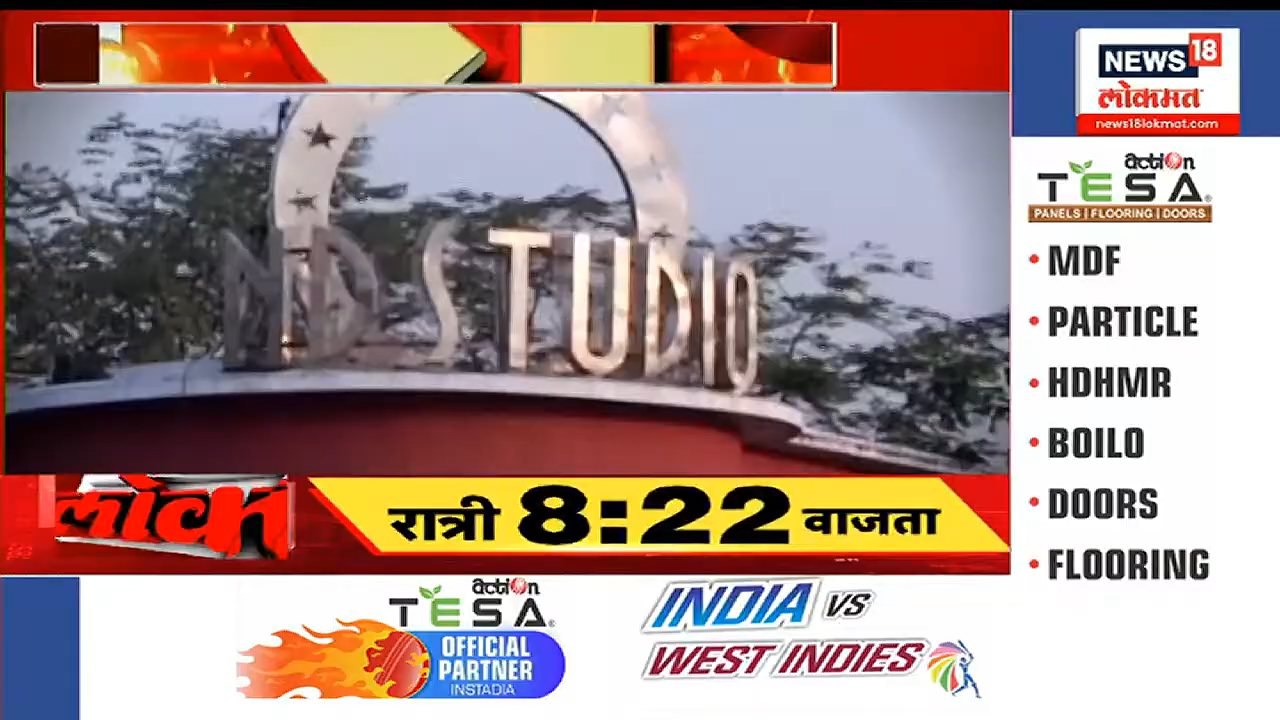 NEWS 18
लोकमत
news18lokmat.com
ND STUDIO
action
TESA
PANELS | FLOORING | DOORS
• MDF
• PARTICLE
• HDHMR
• BOILO
• DOORS
• FLOORING
रात्री 8:22 वाजता
action
TESA
OFFICIAL
PARTNER
INSTADIA
INDIA VS
WEST INDIES